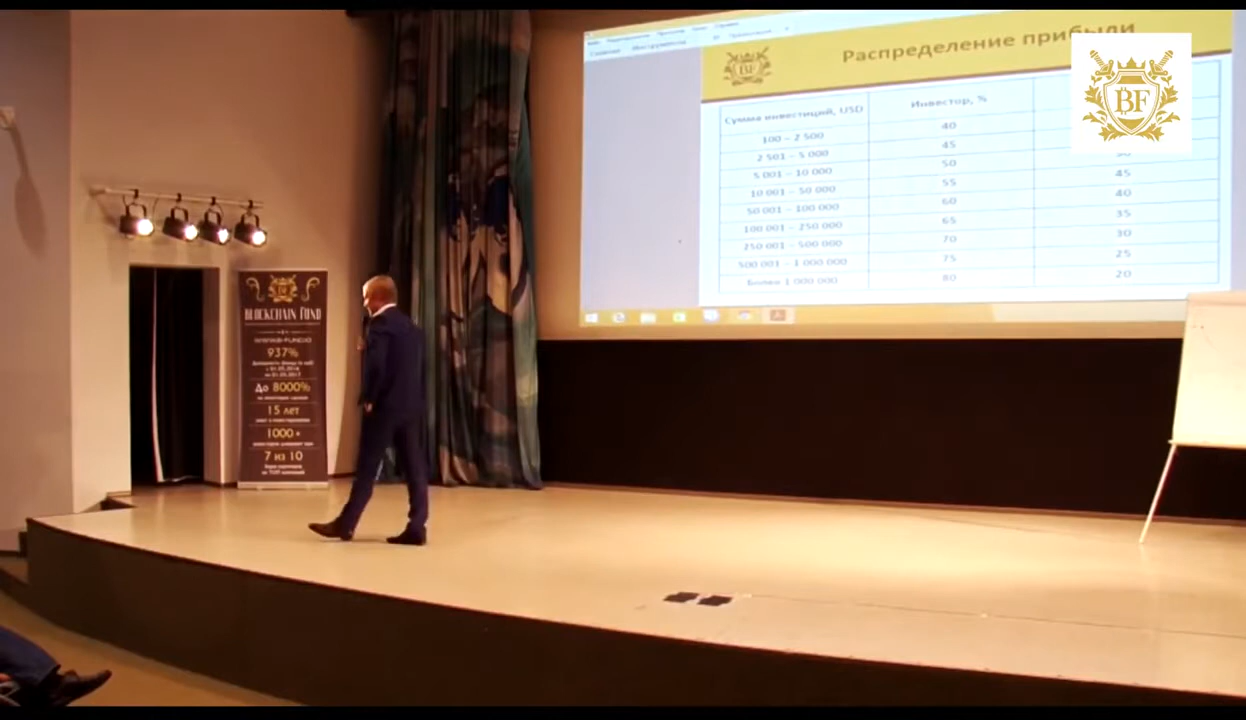 Распределение прибыли
BF
BF
Сумма инвестиций, USD
Инвестор, %
100 – 2 500
40
2 501 – 5 000
45
5 001 – 10 000
50
45
10 001 – 50 000
55
40
50 001 – 100 000
60
35
100 001 – 250 000
65
30
250 001 – 500 000
70
25
500 001 – 1 000 000
75
20
Более 1 000 000
80
BF
BLOCKCHAIN FUND
937%
До 8000%
15 лет
1000+
7 из 10